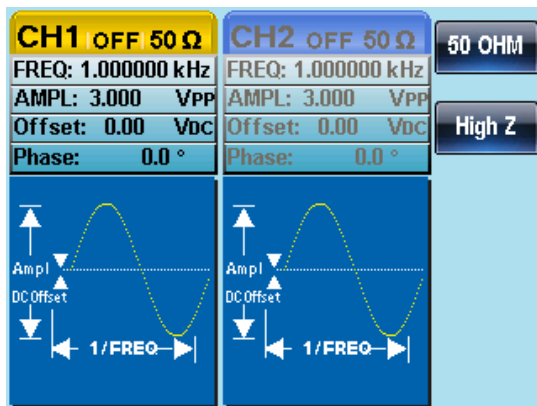 CH1 OFF 50 Ω
FREQ: 1.000000 kHz
AMPL: 3.000 VPP
Offset: 0.00 VDC
Phase: 0.0 °
Ampl
DC Offset
1/FREQ
CH2 OFF 50 Ω
FREQ: 1.000000 kHz
AMPL: 3.000 VPP
Offset: 0.00 VDC
Phase: 0.0 °
Ampl
DC Offset
1/FREQ
50 OHM
High Z